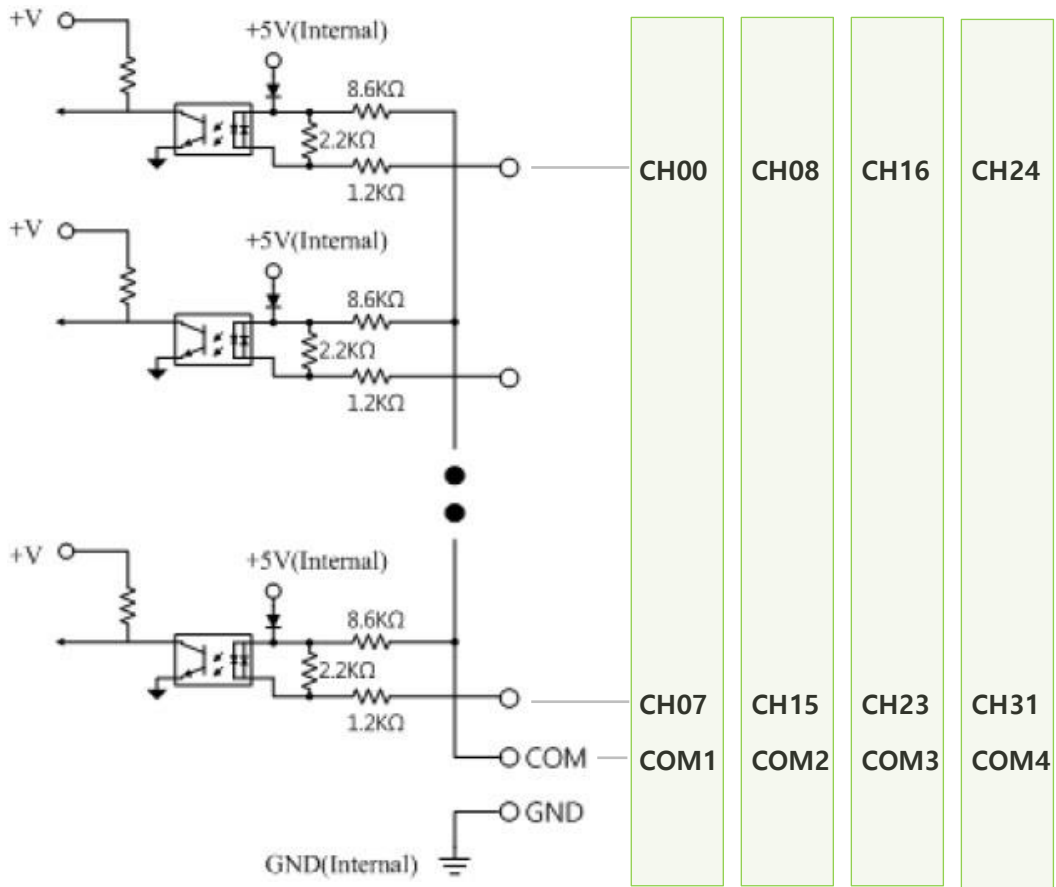 +V
+5V(Internal)
8.6KΩ
2.2KΩ
1.2KΩ
CH00 CH08 CH16 CH24
+V
+5V(Internal)
8.6KΩ
2.2KΩ
1.2KΩ
+V
+5V(Internal)
8.6KΩ
2.2KΩ
1.2KΩ
CH07 CH15 CH23 CH31
COM COM1 COM2 COM3 COM4
GND
GND(Internal)